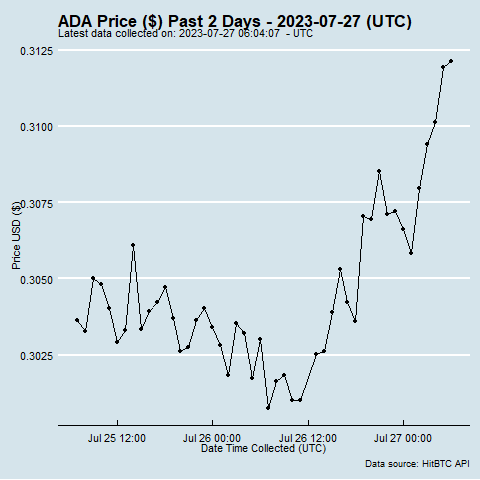 ADA Price ($) Past 2 Days - 2023-07-27 (UTC)
Latest data collected on: 2023-07-27 06:04:07 - UTC
0.3125
0.3100
0.3075
0.3050
0.3025
Price USD ($)
Jul 25 12:00
Jul 26 00:00
Jul 26 12:00
Jul 27 00:00
Date Time Collected (UTC)
Data source: HitBTC API